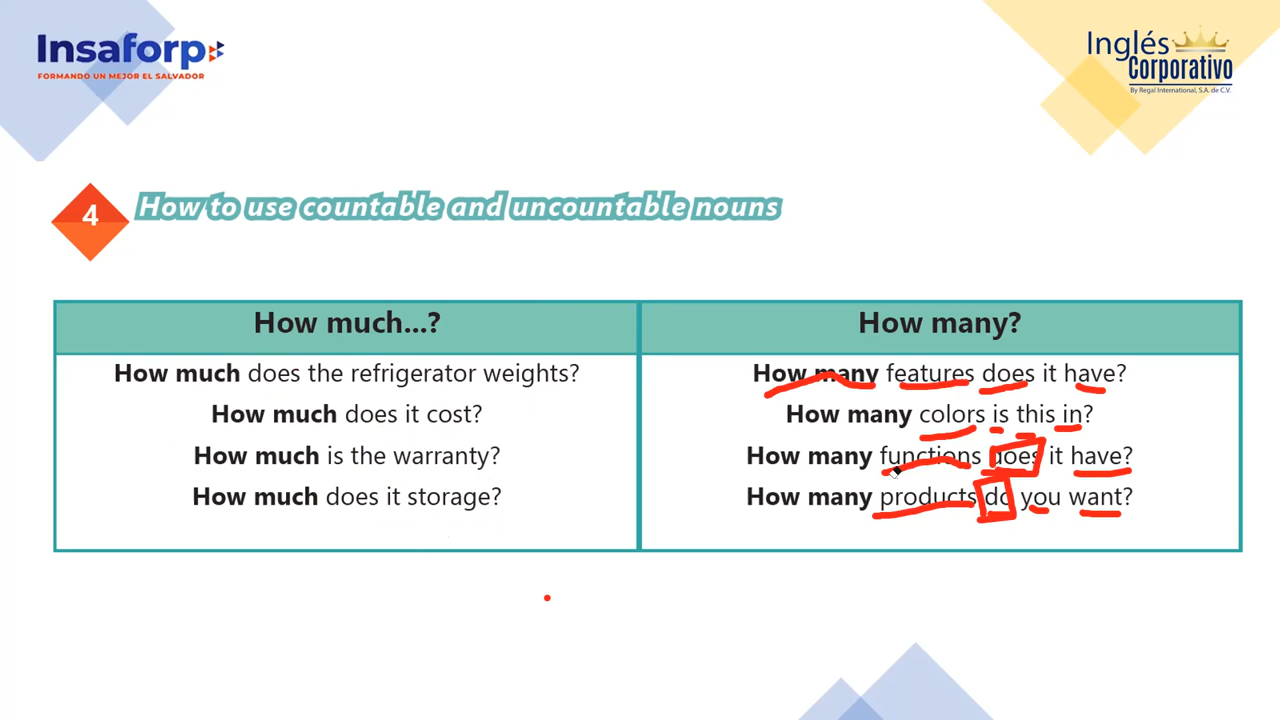 Insaforp
FORMANDO UN MEJOR EL SALVADOR
Inglés
Corporativo
By Regal International, S.A. de C.V.
4
How to use countable and uncountable nouns
How much...?
How much does the refrigerator weights?
How much does it cost?
How much is the warranty?
How much does it storage?
How many?
How many features does it have?
How many colors is this in?
How many functions does it have?
How many products do you want?